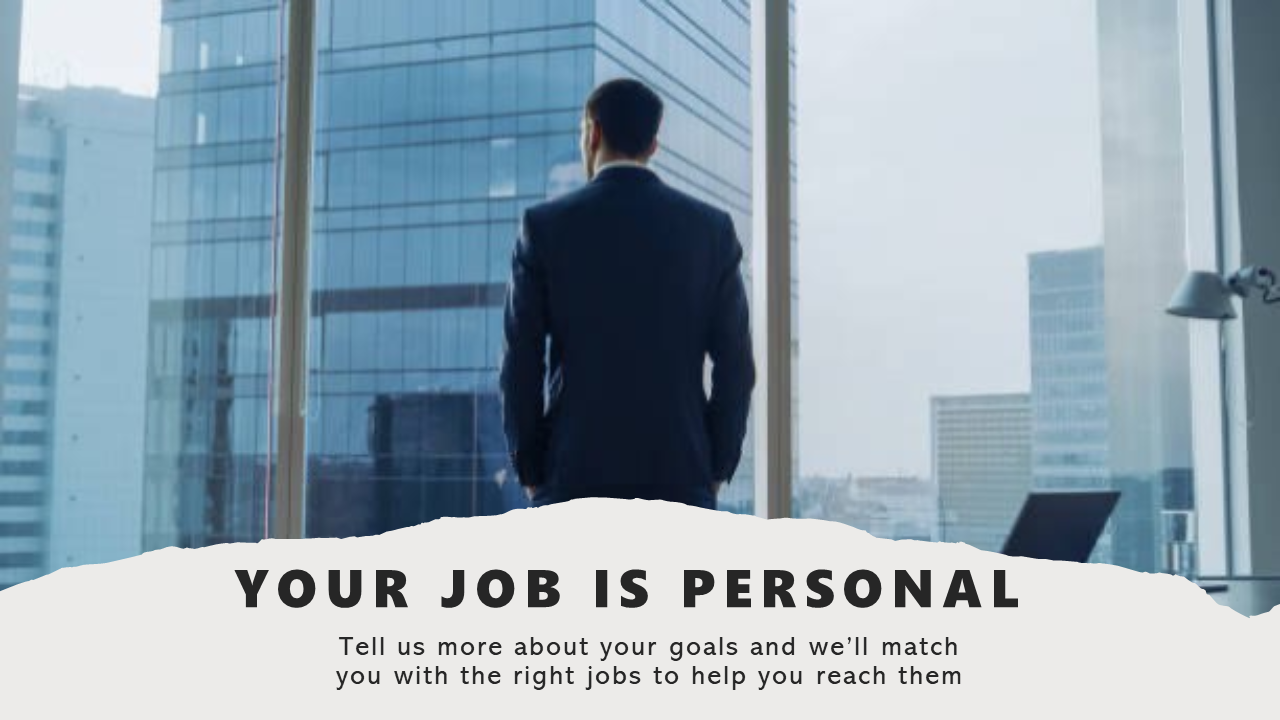 YOUR JOB IS PERSONAL
Tell us more about your goals and we’ll match
you with the right jobs to help you reach them